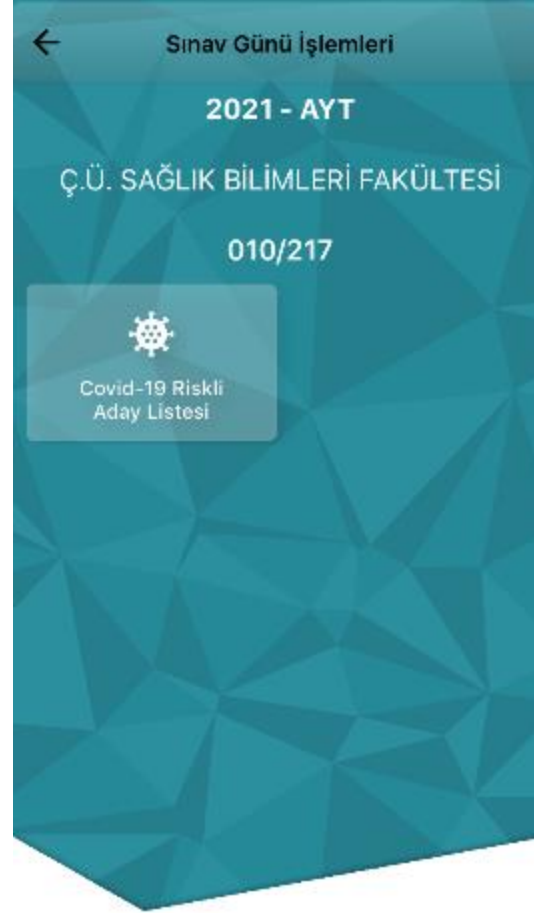 Sınav Günü İşlemleri
2021 - AYT
Ç.Ü. SAĞLIK BİLİMLERİ FAKÜLTESİ
010/217
Covid-19 Riskli
Aday Listesi